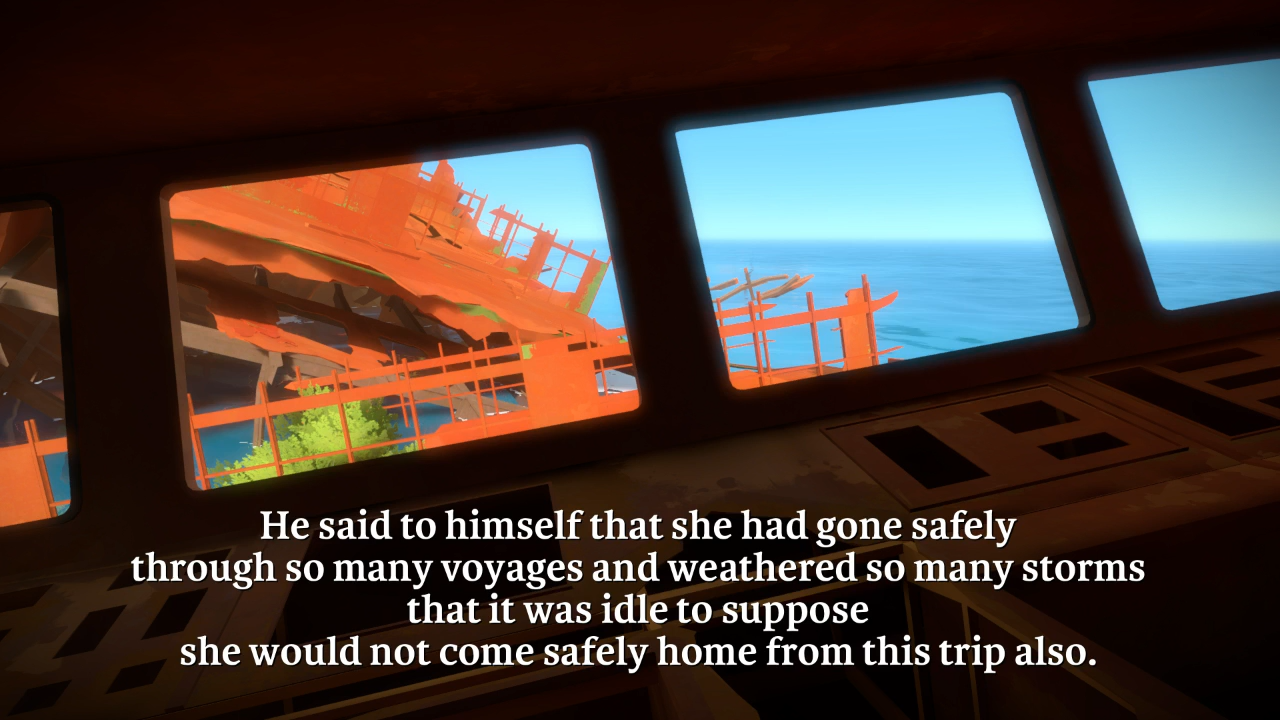 He said to himself that she had gone safely
through so many voyages and weathered so many storms
that it was idle to suppose
she would not come safely home from this trip also.